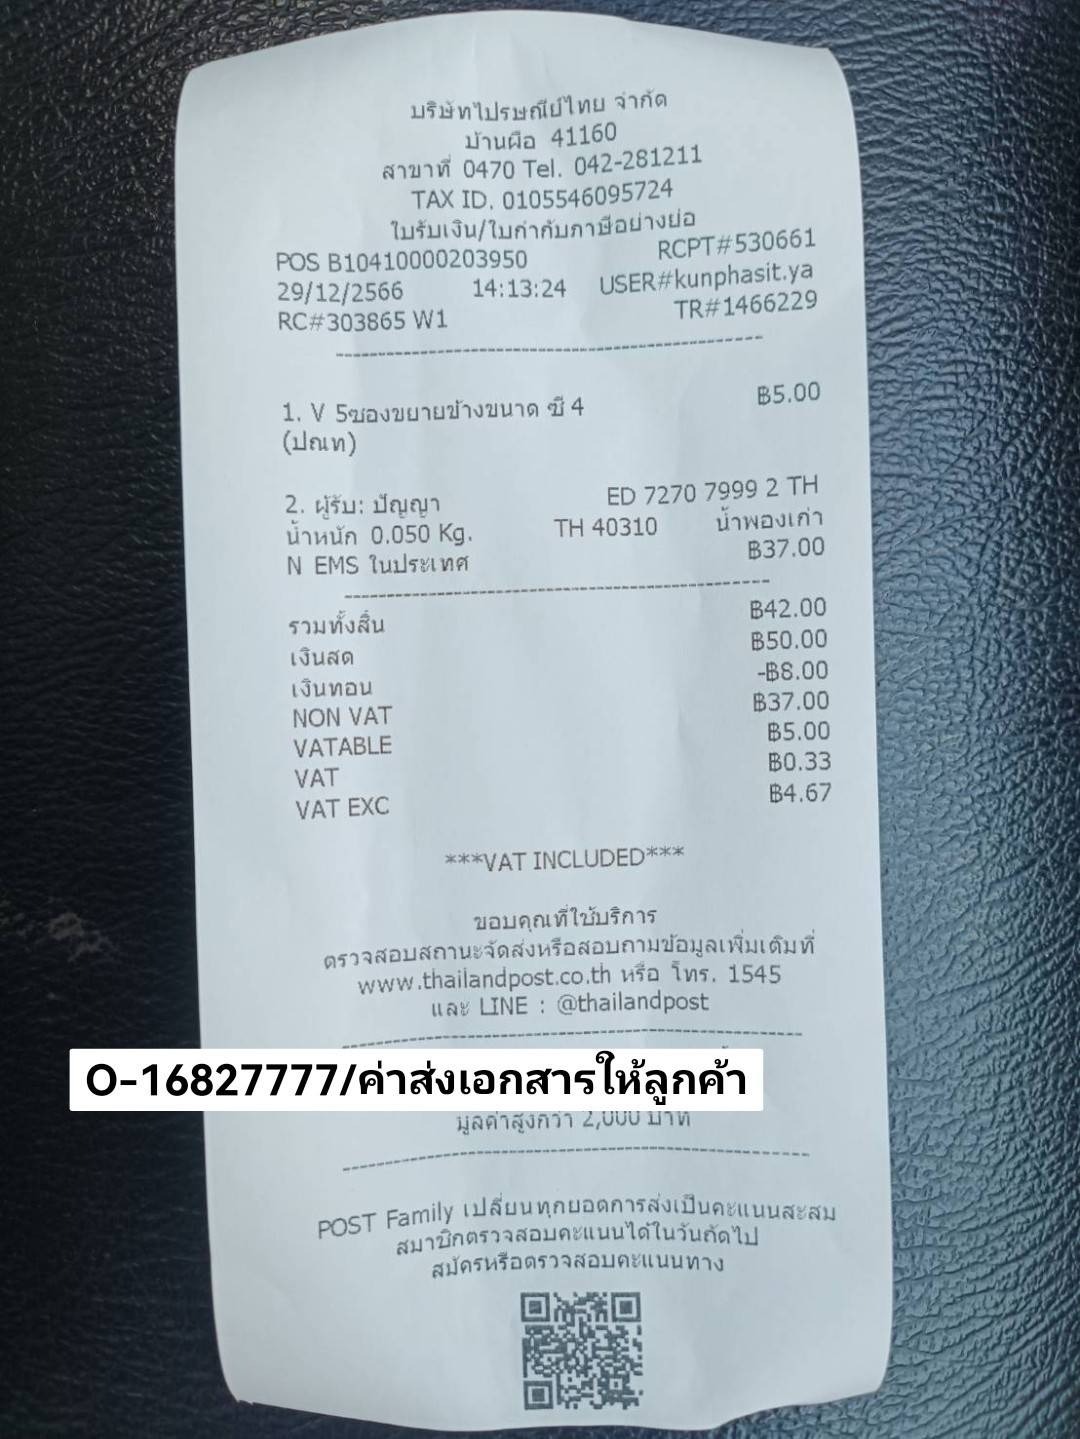 บริษัทไปรษณีย์ไทย จำกัด
บ้านผือ 41160
สาขาที่ 0470 Tel. 042-281211
TAX ID. 0105546095724
ใบรับเงิน/ใบกำกับภาษีอย่างย่อ
POS B10410000203950 RCPT#530661
29/12/2566 14:13:24 USER#kunphasit.ya
RC#303865 W1 TR#1466229
1. V 5ซองขยายข้างขนาด ซี 4 ฿5.00
(ปณท)
2. ผู้รับ: ปัญญา ED 7270 7999 2 TH
น้ำหนัก 0.050 Kg. TH 40310 น้ำพองเก่า
N EMS ในประเทศ ฿37.00
รวมทั้งสิ้น ฿42.00
เงินสด ฿50.00
เงินทอน -฿8.00
NON VAT ฿37.00
VATABLE ฿5.00
VAT ฿0.33
VAT EXC ฿4.67
***VAT INCLUDED***
ขอบคุณที่ใช้บริการ
ตรวจสอบสถานะจัดส่งหรือสอบถามข้อมูลเพิ่มเติมที่
www.thailandpost.co.th หรือ โทร. 1545
และ LINE : @thailandpost
O-16827777/ค่าส่งเอกสารให้ลูกค้า
มูลค่าสูงกว่า 2,000 บาท
POST Family เปลี่ยนทุกยอดการส่งเป็นคะแนนสะสม
สมาชิกตรวจสอบคะแนนได้ในวันถัดไป
สมัครหรือตรวจสอบคะแนนทาง